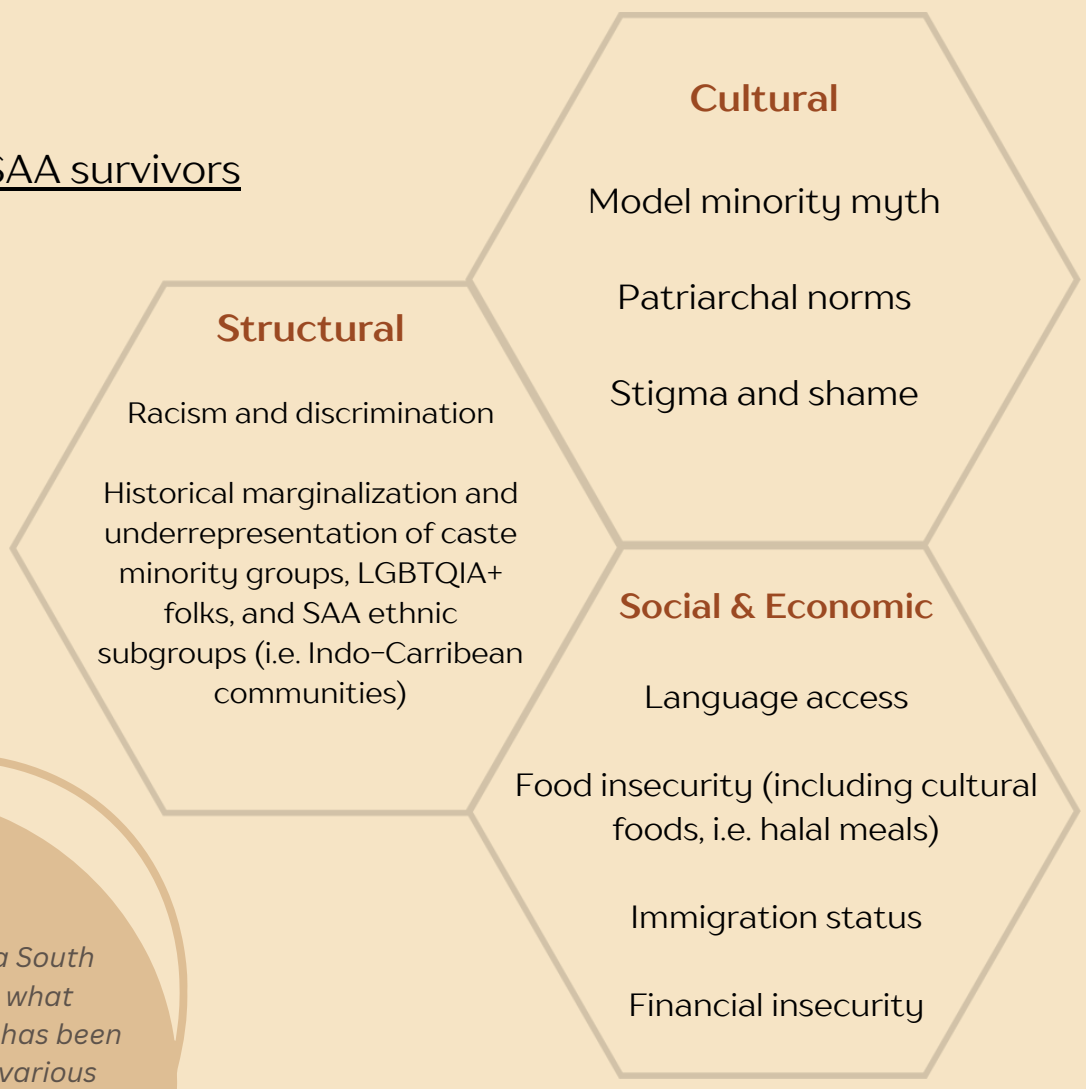 SAA survivors
Cultural
Model minority myth
Patriarchal norms
Stigma and shame
Structural
Racism and discrimination
Historical marginalization and
underrepresentation of caste
minority groups, LGBTQIA+
folks, and SAA ethnic
subgroups (i.e. Indo-Carribean
communities)
Social & Economic
Language access
Food insecurity (including cultural
foods, i.e. halal meals)
Immigration status
Financial insecurity
a South
what
has been
various